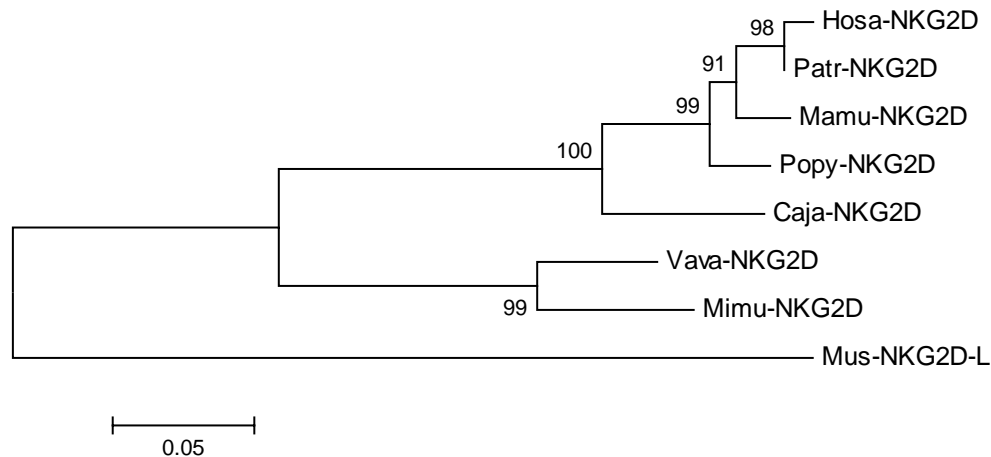 98
Hosa-NKG2D
91
Patr-NKG2D
99
Mamu-NKG2D
100
Popy-NKG2D
Caja-NKG2D
Vava-NKG2D
99
Mimu-NKG2D
Mus-NKG2D-L
0.05